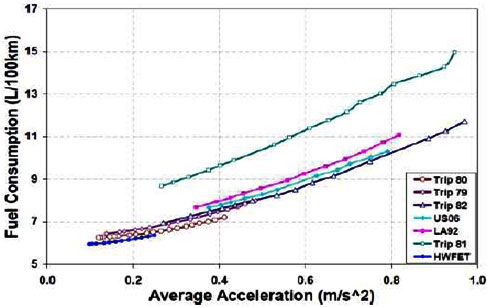 17
15
13
11
9
7
5
Fuel Consumption (L/100km)
0.0 0.2 0.4 0.6 0.8 1.0
Average Acceleration (m/s^2)
Trip 80
Trip 79
Trip 82
US06
LA92
Trip 81
HWFET